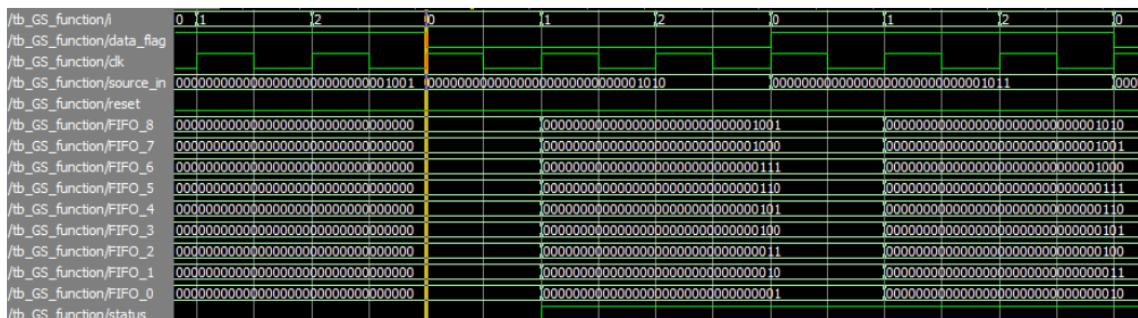 /tb_GS_function/i 0 1 2 0 1 2 0 1 2 0
/tb_GS_function/data_flag
/tb_GS_function/clk
/tb_GS_function/source_in 00000000000000000000000000001001 00000000000000000000000000001010 00000000000000000000000000001011 000
/tb_GS_function/reset
/tb_GS_function/FIFO_8 00000000000000000000000000000000 00000000000000000000000000001001 00000000000000000000000000001010
/tb_GS_function/FIFO_7 00000000000000000000000000000000 00000000000000000000000000001000 00000000000000000000000000001001
/tb_GS_function/FIFO_6 00000000000000000000000000000000 00000000000000000000000000000111 00000000000000000000000000001000
/tb_GS_function/FIFO_5 00000000000000000000000000000000 00000000000000000000000000000110 00000000000000000000000000000111
/tb_GS_function/FIFO_4 00000000000000000000000000000000 00000000000000000000000000000101 00000000000000000000000000000110
/tb_GS_function/FIFO_3 00000000000000000000000000000000 00000000000000000000000000000100 00000000000000000000000000000101
/tb_GS_function/FIFO_2 00000000000000000000000000000000 00000000000000000000000000000011 00000000000000000000000000000100
/tb_GS_function/FIFO_1 00000000000000000000000000000000 00000000000000000000000000000010 00000000000000000000000000000011
/tb_GS_function/FIFO_0 00000000000000000000000000000000 00000000000000000000000000000001 00000000000000000000000000000010
/tb_GS_function/status